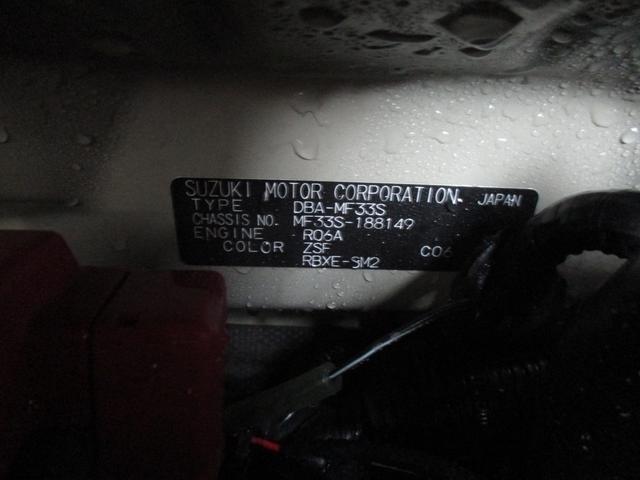 SUZUKI MOTOR CORPORATION. JAPAN
TYPE DBA-MF33S
CHASSIS NO. MF33S-188149
ENGINE R06A
COLOR ZSF C06
RBXE-SM2